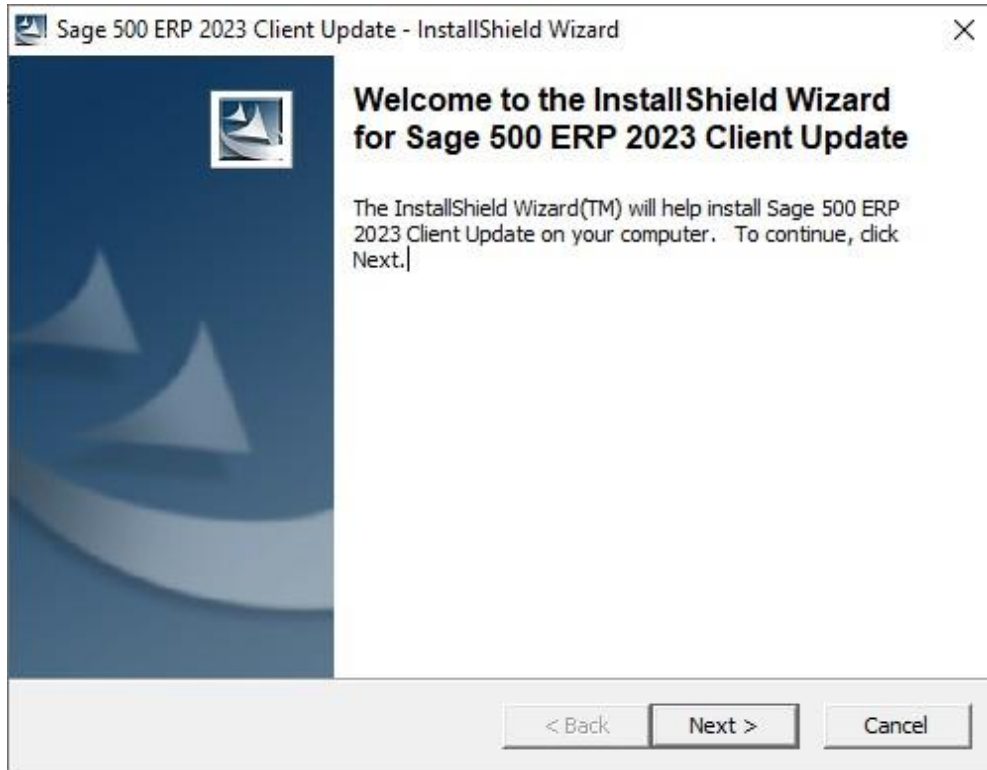 Sage 500 ERP 2023 Client Update - InstallShield Wizard
Welcome to the InstallShield Wizard
for Sage 500 ERP 2023 Client Update
The InstallShield Wizard(TM) will help install Sage 500 ERP
2023 Client Update on your computer.   To continue, click
Next.
< Back
Next >
Cancel